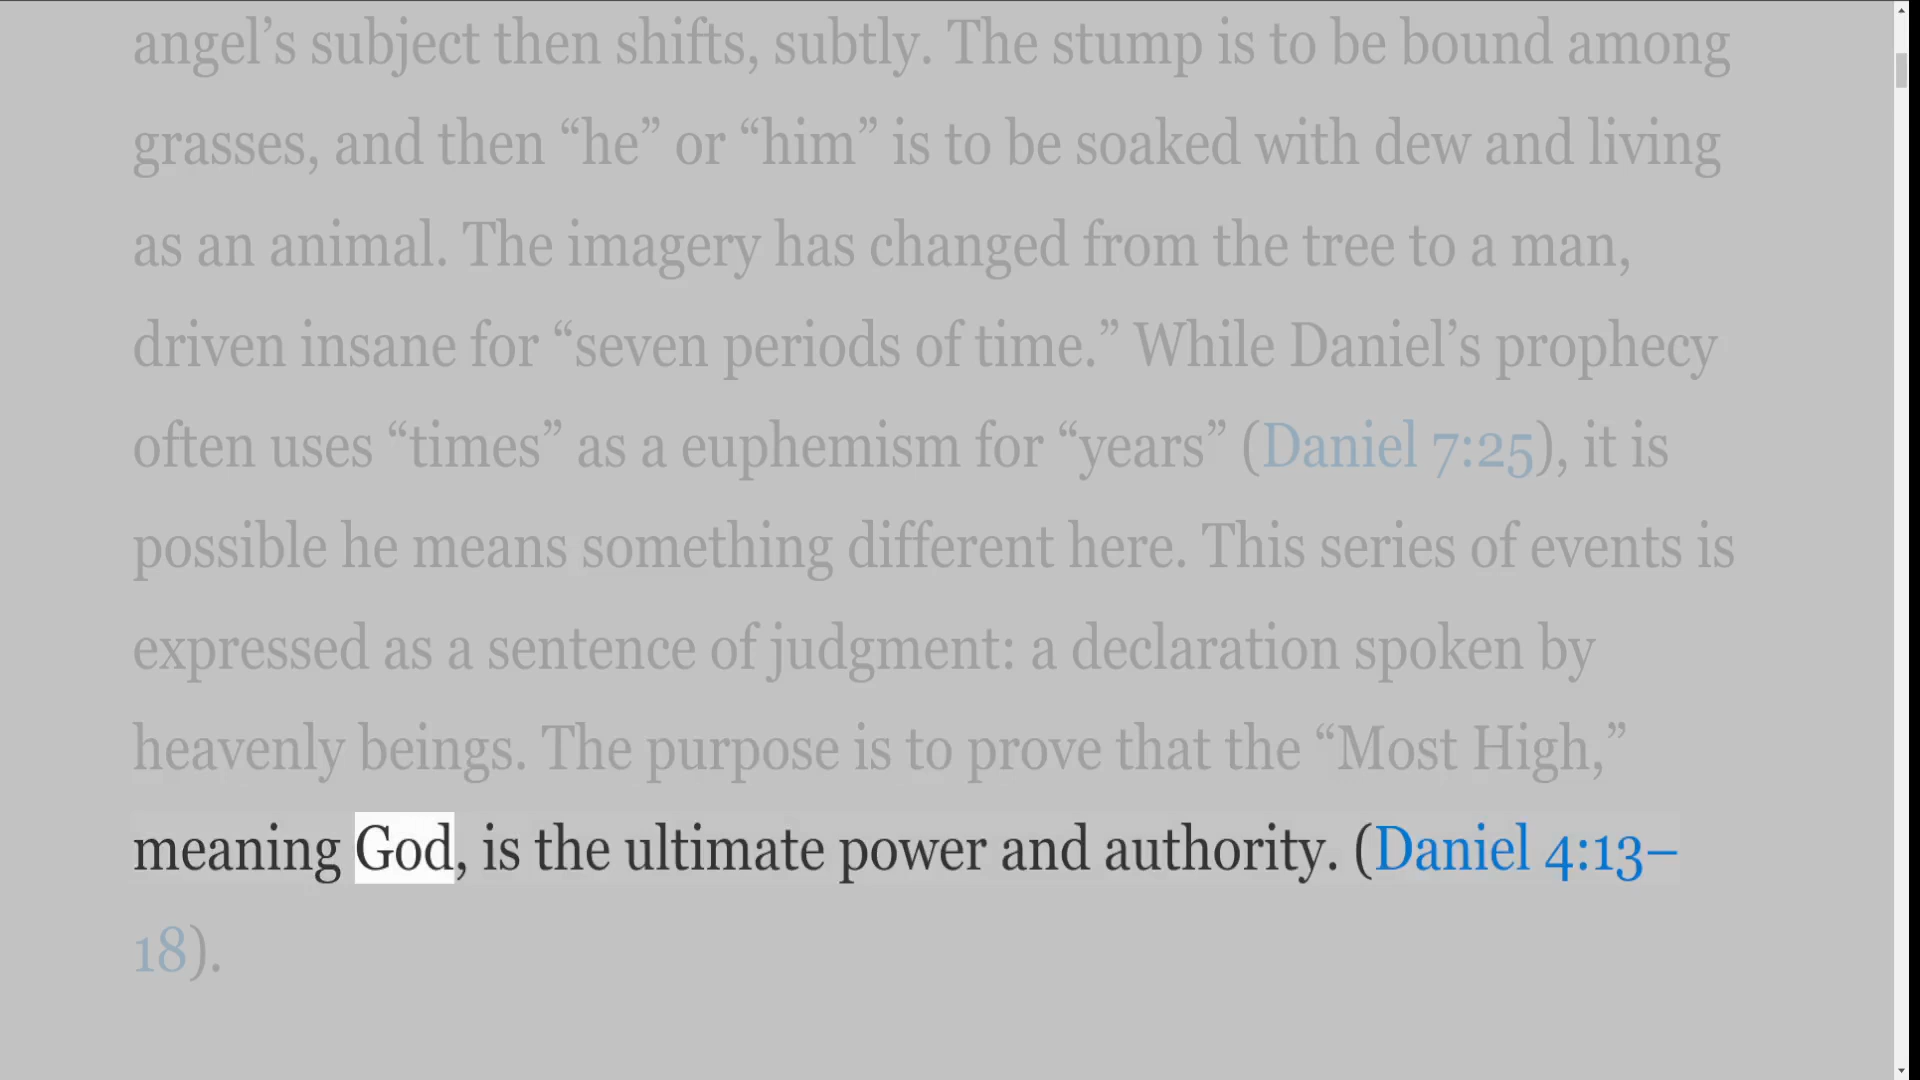 angel’s subject then shifts, subtly. The stump is to be bound among
grasses, and then “he” or “him” is to be soaked with dew and living
as an animal. The imagery has changed from the tree to a man,
driven insane for “seven periods of time.” While Daniel’s prophecy
often uses “times” as a euphemism for “years” (Daniel 7:25), it is
possible he means something different here. This series of events is
expressed as a sentence of judgment: a declaration spoken by
heavenly beings. The purpose is to prove that the “Most High,”
meaning God, is the ultimate power and authority. (Daniel 4:13–
18).